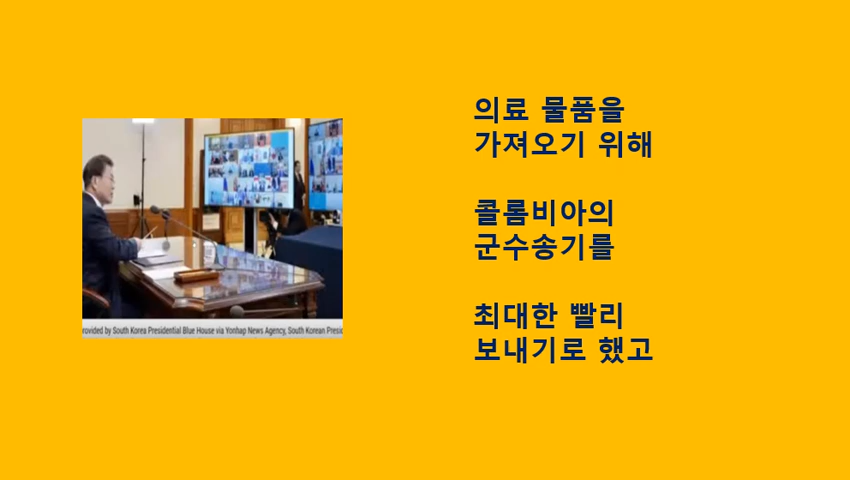 의료 물품을
가져오기 위해
콜롬비아의
군수송기를
최대한 빨리
보내기로 했고
rovided by South Korea Presidential Blue House via Yonhap News Agency, South Korean Presic